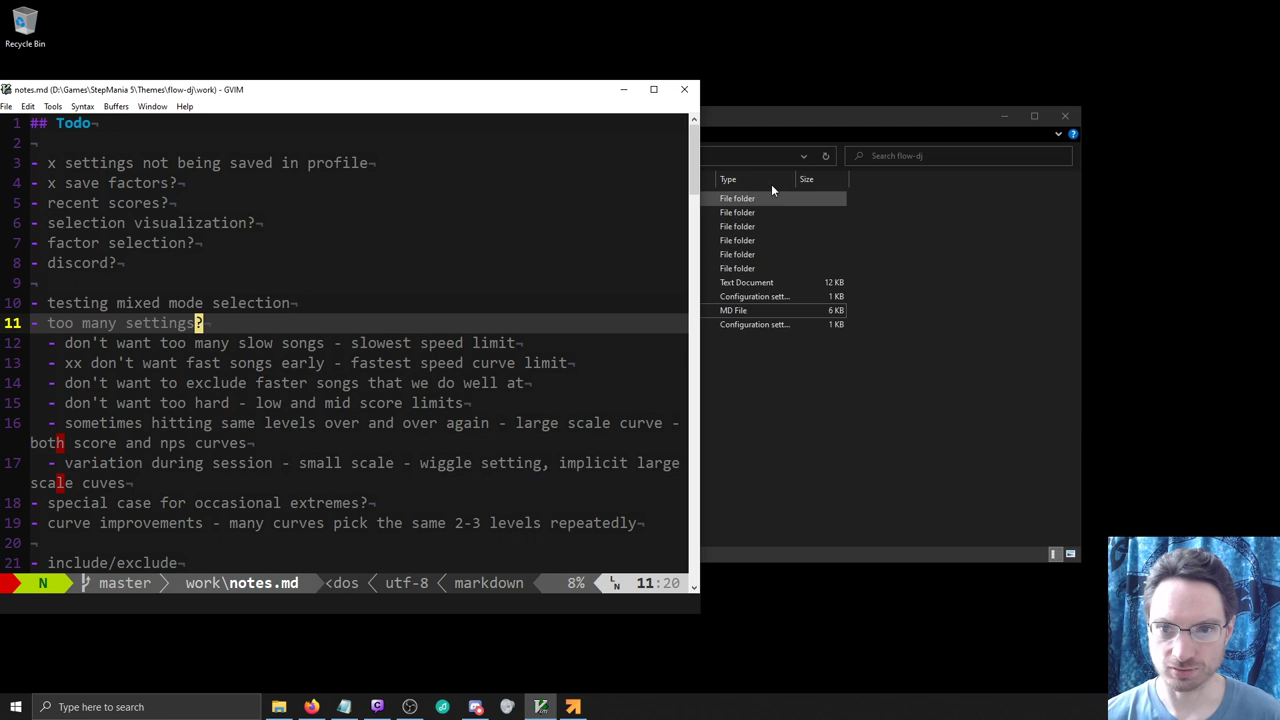 Recycle Bin
notes.md (D:\Games\StepMania 5\Themes\flow-dj\work) - GVIM
File Edit Tools Syntax Buffers Window Help
1 ## Todo¬
2 ¬
3 - x settings not being saved in profile¬
4 - x save factors?¬
5 - recent scores?¬
6 - selection visualization?¬
7 - factor selection?¬
8 - discord?¬
9 ¬
10 - testing mixed mode selection¬
11 - too many settings?¬
12 - don't want too many slow songs - slowest speed limit¬
13 - xx don't want fast songs early - fastest speed curve limit¬
14 - don't want to exclude faster songs that we do well at¬
15 - don't want too hard - low and mid score limits¬
16 - sometimes hitting same levels over and over again - large scale curve -
both score and nps curves¬
17 - variation during session - small scale - wiggle setting, implicit large
scale cuves¬
18 - special case for occasional extremes?¬
19 - curve improvements - many curves pick the same 2-3 levels repeatedly¬
20 ¬
21 - include/exclude¬
N master work\notes.md <dos utf-8 markdown 8% LN 11:20
Search flow-dj
Type Size
File folder
File folder
File folder
File folder
File folder
File folder
Text Document 12 KB
Configuration sett... 1 KB
MD File 6 KB
Configuration sett... 1 KB
Type here to search